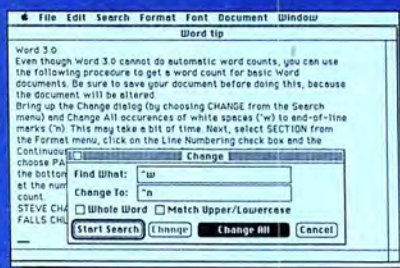 File Edit Search Format Font Document Window
Word tip
Word 3.0
Even though Word 3.0 cannot do automatic word counts, you can use
the following procedure to get a word count for basic Word
documents. Be sure to save your document before doing this, because
the document will be altered.
Bring up the Change dialog (by choosing CHANGE from the Search
menu) and Change All occurences of white spaces (^w) to end-of-line
marks (^n). This may take a bit of time. Next, select SECTION from
the Format menu, click on the Line Numbering check box and the
Continuou
choose PA
the botton
at the num
count.
STEVE CHA
FALLS CHU
Change
Find What: ^w
Change To: ^n
Whole Word Match Upper/Lowercase
Start Search Change Change All Cancel